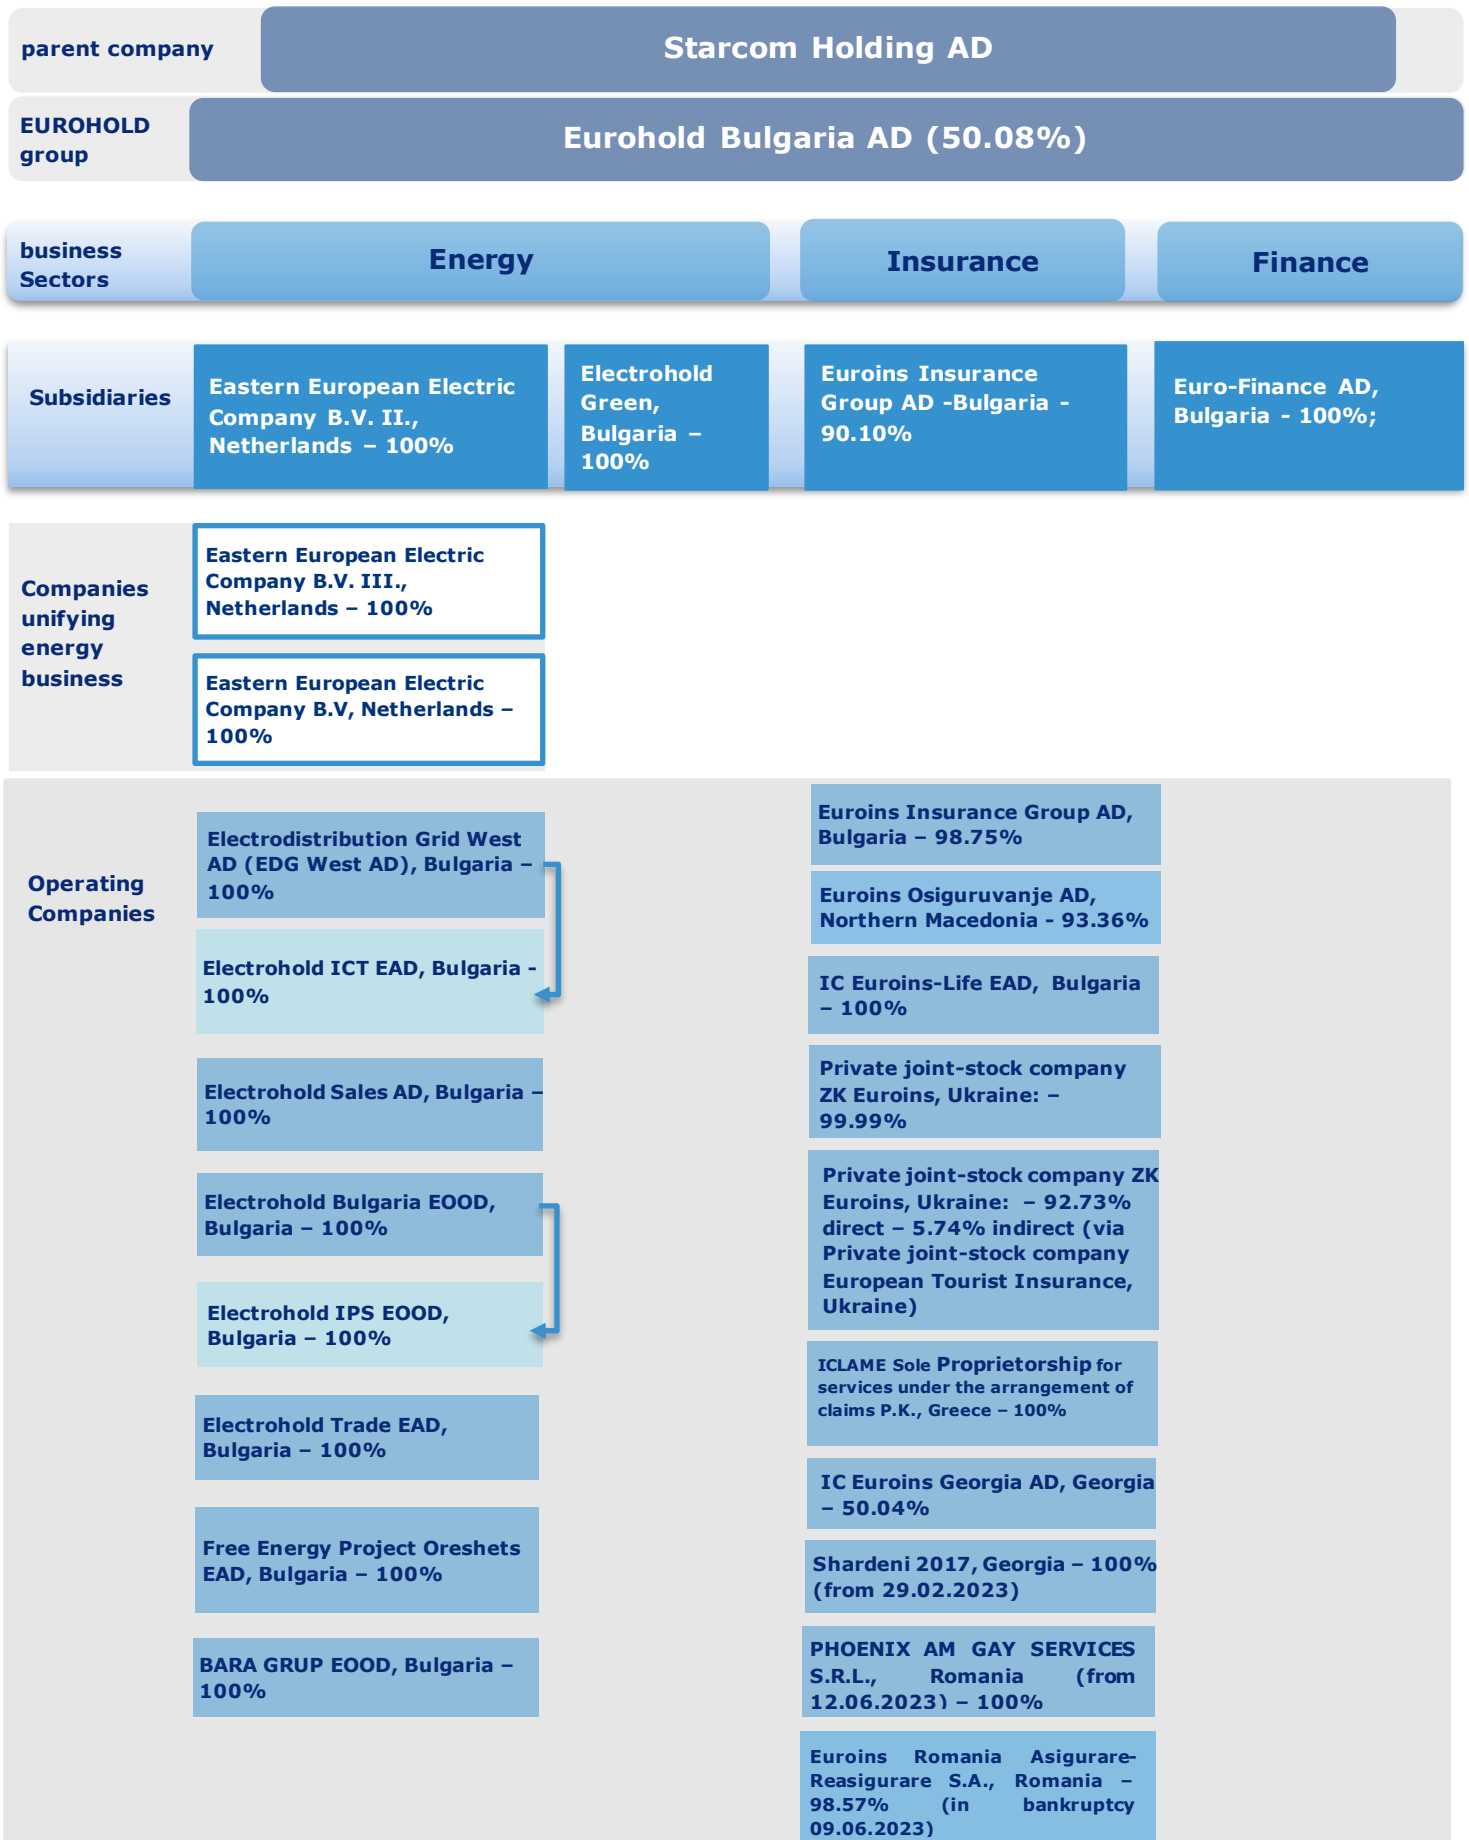 parent company
Starcom Holding AD
EUROHOLD
group
Eurohold Bulgaria AD (50.08%)
business
Sectors
Energy
Insurance
Finance
Subsidiaries
Eastern European Electric
Company B.V. II.,
Netherlands – 100%
Electrohold
Green,
Bulgaria –
100%
Euroins Insurance
Group AD -Bulgaria -
90.10%
Euro-Finance AD,
Bulgaria - 100%;
Companies
unifying
energy
business
Eastern European Electric
Company B.V. III.,
Netherlands – 100%
Eastern European Electric
Company B.V, Netherlands –
100%
Operating
Companies
Electrodistribution Grid West
AD (EDG West AD), Bulgaria –
100%
Electrohold ICT EAD, Bulgaria -
100%
Electrohold Sales AD, Bulgaria –
100%
Electrohold Bulgaria EOOD,
Bulgaria – 100%
Electrohold IPS EOOD,
Bulgaria – 100%
Electrohold Trade EAD,
Bulgaria – 100%
Free Energy Project Oreshets
EAD, Bulgaria – 100%
BARA GRUP EOOD, Bulgaria –
100%
Euroins Insurance Group AD,
Bulgaria – 98.75%
Euroins Osiguruvanje AD,
Northern Macedonia - 93.36%
IC Euroins-Life EAD, Bulgaria
– 100%
Private joint-stock company
ZK Euroins, Ukraine: –
99.99%
Private joint-stock company ZK
Euroins, Ukraine: – 92.73%
direct – 5.74% indirect (via
Private joint-stock company
European Tourist Insurance,
Ukraine)
ICLAME Sole Proprietorship for
services under the arrangement of
claims P.K., Greece – 100%
IC Euroins Georgia AD, Georgia
– 50.04%
Shardeni 2017, Georgia – 100%
(from 29.02.2023)
PHOENIX AM GAY SERVICES
S.R.L., Romania (from
12.06.2023) – 100%
Euroins Romania Asigurare-
Reasigurare S.A., Romania –
98.57% (in bankruptcy
09.06.2023)